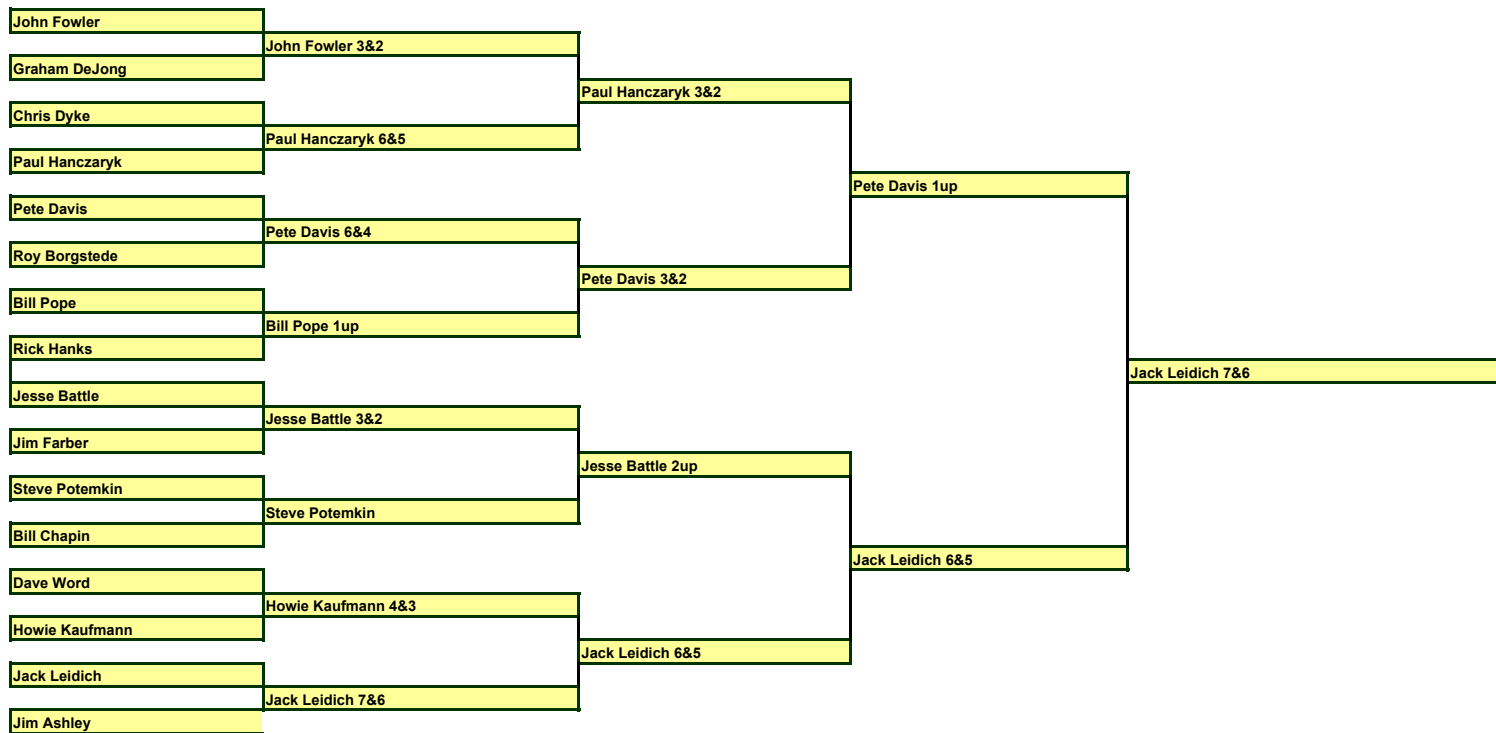 John Fowler
John Fowler 3&2
Graham DeJong
Paul Hanczaryk 3&2
Chris Dyke
Paul Hanczaryk 6&5
Paul Hanczaryk
Pete Davis 1up
Pete Davis
Pete Davis 6&4
Roy Borgstede
Pete Davis 3&2
Bill Pope
Bill Pope 1up
Rick Hanks
Jack Leidich 7&6
Jesse Battle
Jesse Battle 3&2
Jim Farber
Jesse Battle 2up
Steve Potemkin
Steve Potemkin
Bill Chapin
Jack Leidich 6&5
Dave Word
Howie Kaufmann 4&3
Howie Kaufmann
Jack Leidich 6&5
Jack Leidich
Jack Leidich 7&6
Jim Ashley